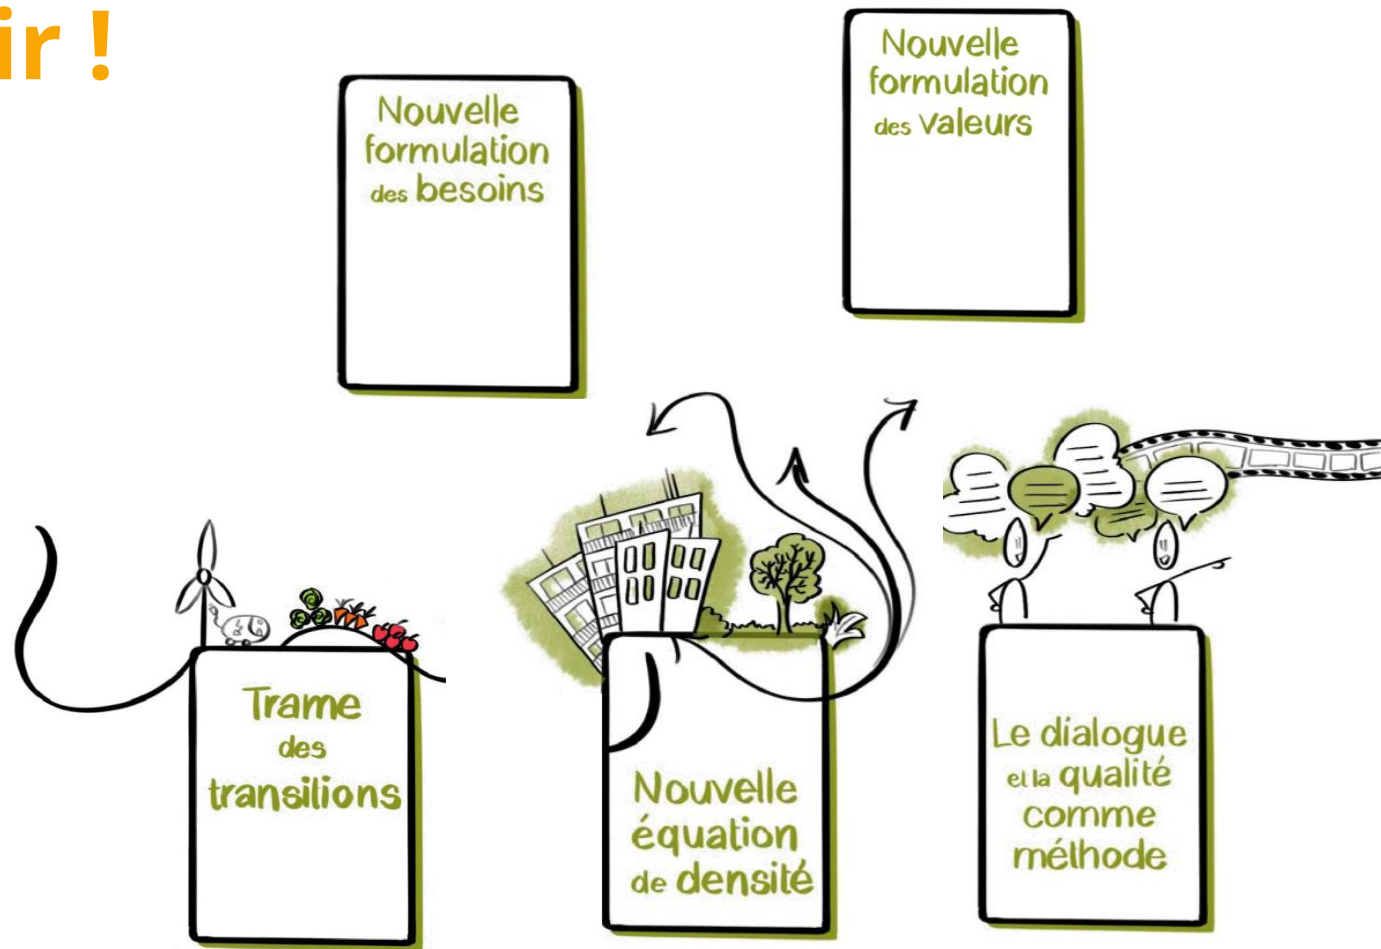 ir !
Nouvelle
formulation
des besoins
Nouvelle
formulation
des valeurs
Trame
des
transitions
Nouvelle
équation
de densité
Le dialogue
et la qualité
comme
méthode